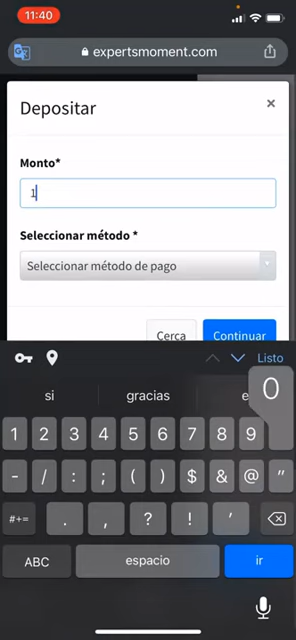 11:40
expertsmoment.com
Depositar
×
Monto*
1
Seleccionar método *
Seleccionar método de pago
Cerca Continuar
Listo
si gracias e
0
1 2 3 4 5 6 7 8 9
- / : ; ( ) $ & @ "
#+= . , ? ! '
ABC espacio ir